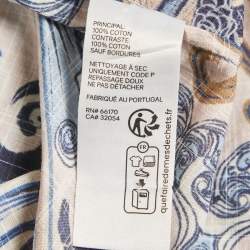 PRINCIPAL:
100% COTON
CONTRASTE:
100% COTON
SAUF BORDURES
NETTOYAGE À SEC
UNIQUEMENT CODE P
REPASSAGE DOUX
NE PAS DÉTACHER
FABRIQUÉ AU PORTUGAL
RN# 66170
CA# 32054
FR
quefairedemesdechets.fr